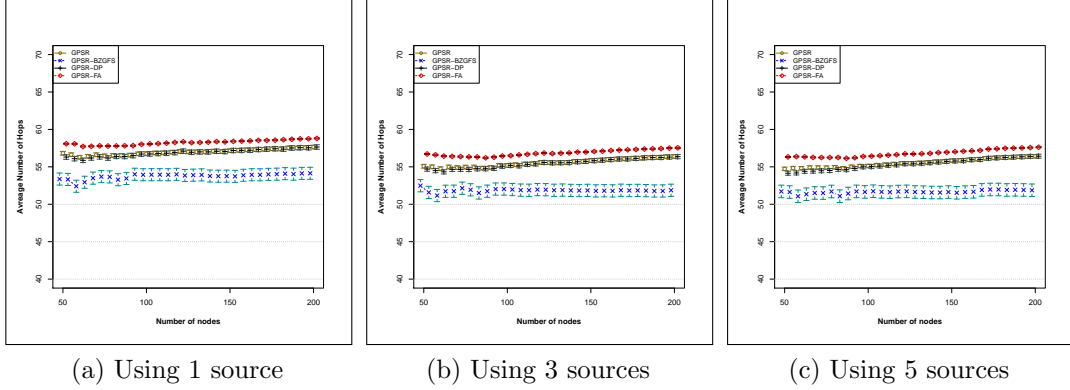 GPSR
GPSR−BZGFS
GPSR−DP
GPSR−FA
70
65
60
55
50
45
40
Avreage Number of Hops
50 100 150 200
Number of nodes
(a) Using 1 source
GPSR
GPSR−BZGFS
GPSR−DP
GPSR−FA
70
65
60
55
50
45
40
Avreage Number of Hops
50 100 150 200
Number of nodes
(b) Using 3 sources
GPSR
GPSR−BZGFS
GPSR−DP
GPSR−FA
70
65
60
55
50
45
40
Avreage Number of Hops
50 100 150 200
Number of nodes
(c) Using 5 sources